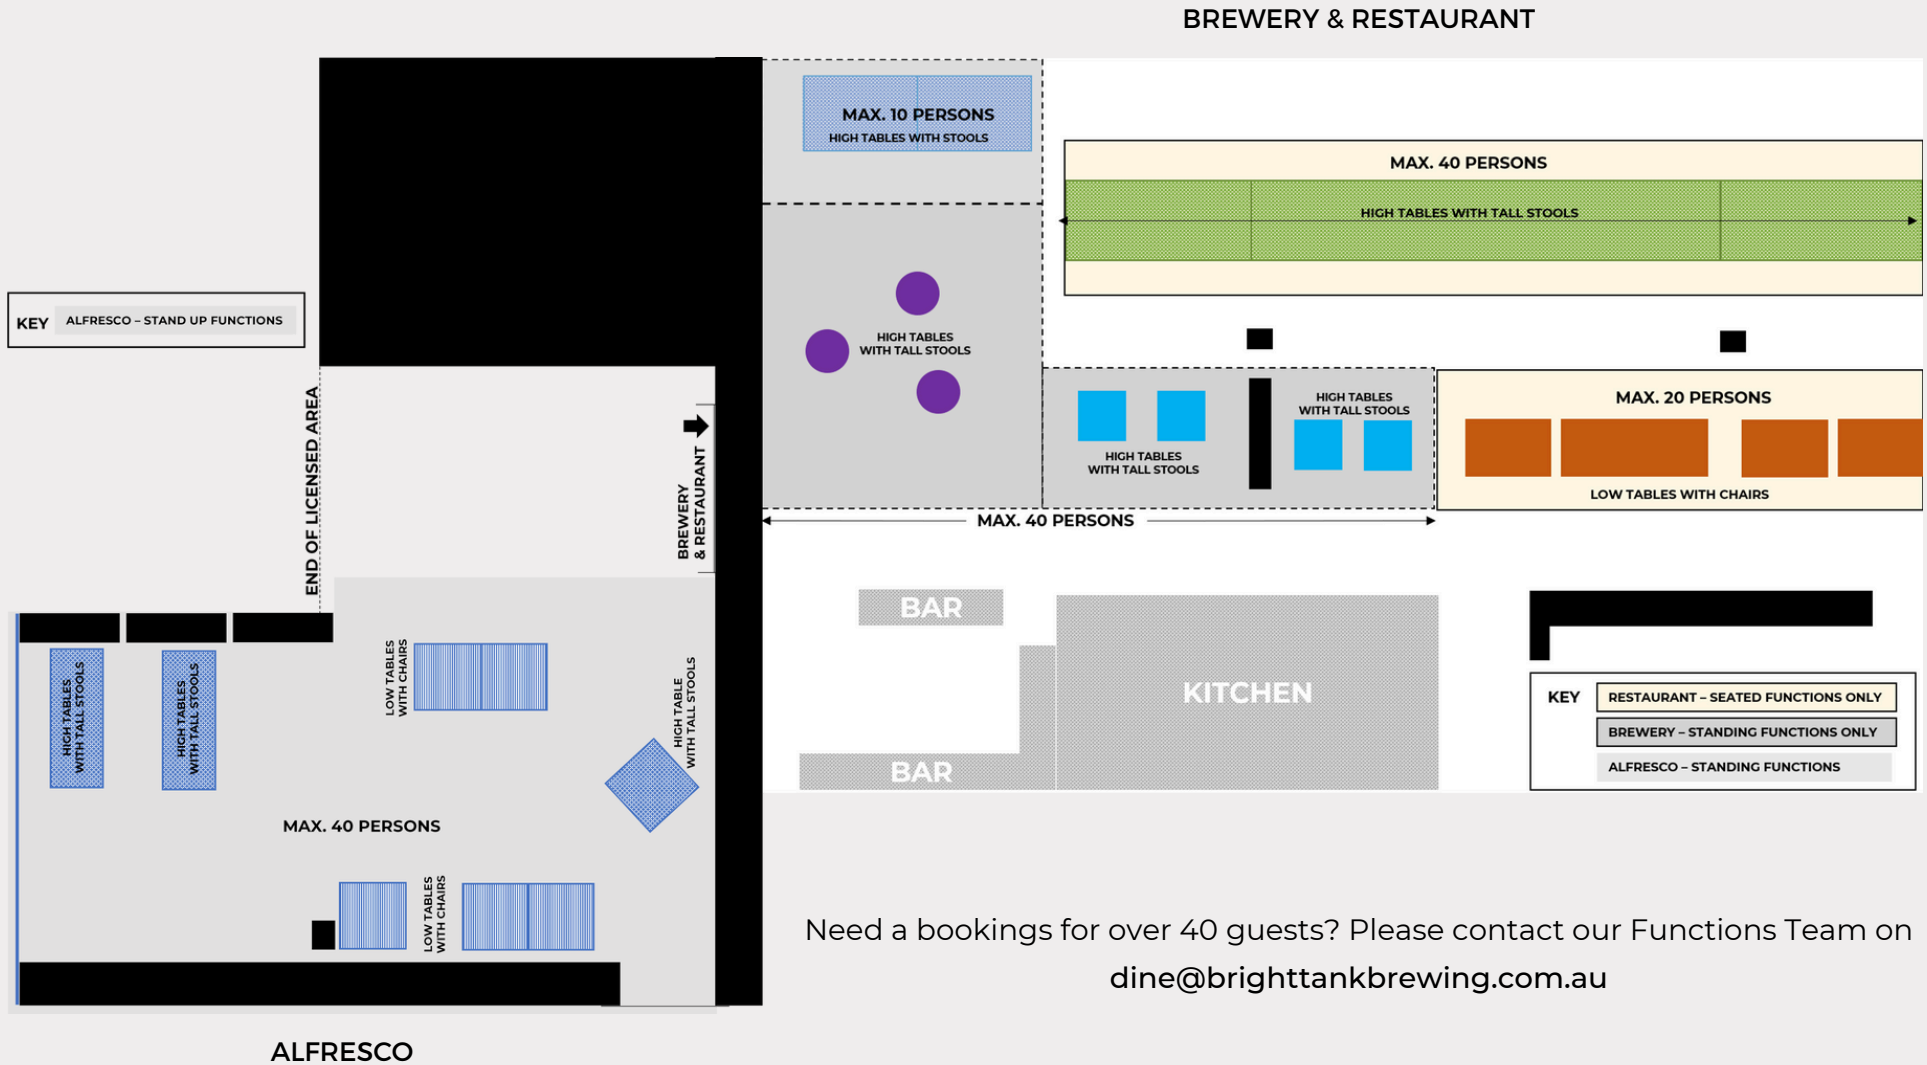 BREWERY & RESTAURANT
MAX. 10 PERSONS
HIGH TABLES WITH STOOLS
MAX. 40 PERSONS
HIGH TABLES WITH TALL STOOLS
KEY
ALFRESCO – STAND UP FUNCTIONS
HIGH TABLES
WITH TALL STOOLS
END OF LICENSED AREA
BREWERY
& RESTAURANT
HIGH TABLES
WITH TALL STOOLS
HIGH TABLES
WITH TALL STOOLS
MAX. 20 PERSONS
LOW TABLES WITH CHAIRS
MAX. 40 PERSONS
BAR
KITCHEN
BAR
KEY
RESTAURANT – SEATED FUNCTIONS ONLY
BREWERY – STANDING FUNCTIONS ONLY
ALFRESCO – STANDING FUNCTIONS
HIGH TABLES
WITH TALL STOOLS
HIGH TABLES
WITH TALL STOOLS
LOW TABLES
WITH CHAIRS
HIGH TABLE
WITH TALL STOOLS
MAX. 40 PERSONS
LOW TABLES
WITH CHAIRS
Need a bookings for over 40 guests? Please contact our Functions Team on
dine@brighttankbrewing.com.au
ALFRESCO